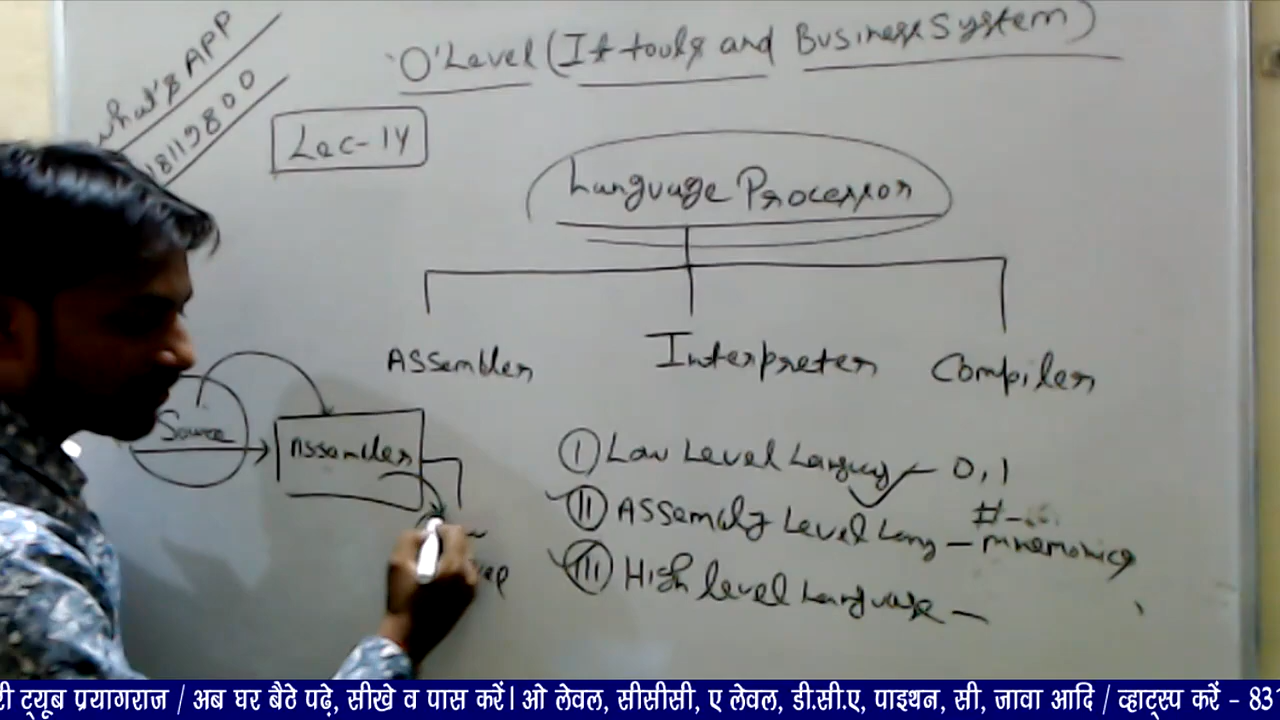 O'Level (It tools and Business System)
what's APP
18119800
Lec-14
Language Processor
Assembler
Interpreter
Compiler
Source
Assembler
I Low Level Languag - 0, 1
II Assembly Level Lang - mnemonics
#-
III High level Language -
री ट्यूब प्रयागराज / अब घर बैठे पढ़े, सीखे व पास करें। ओ लेवल, सीसीसी, ए लेवल, डी.सी.ए, पाइथन, सी, जावा आदि / व्हाट्स्प करें - 83